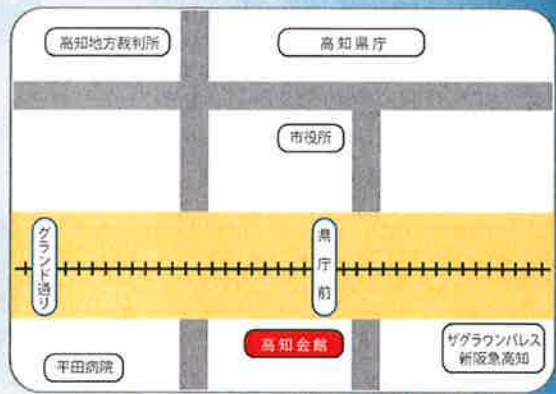 高知地方裁判所
高知県庁
市役所
グランド通り
県庁前
高知会館
平田病院
ザグラウンパレス
新阪急高知